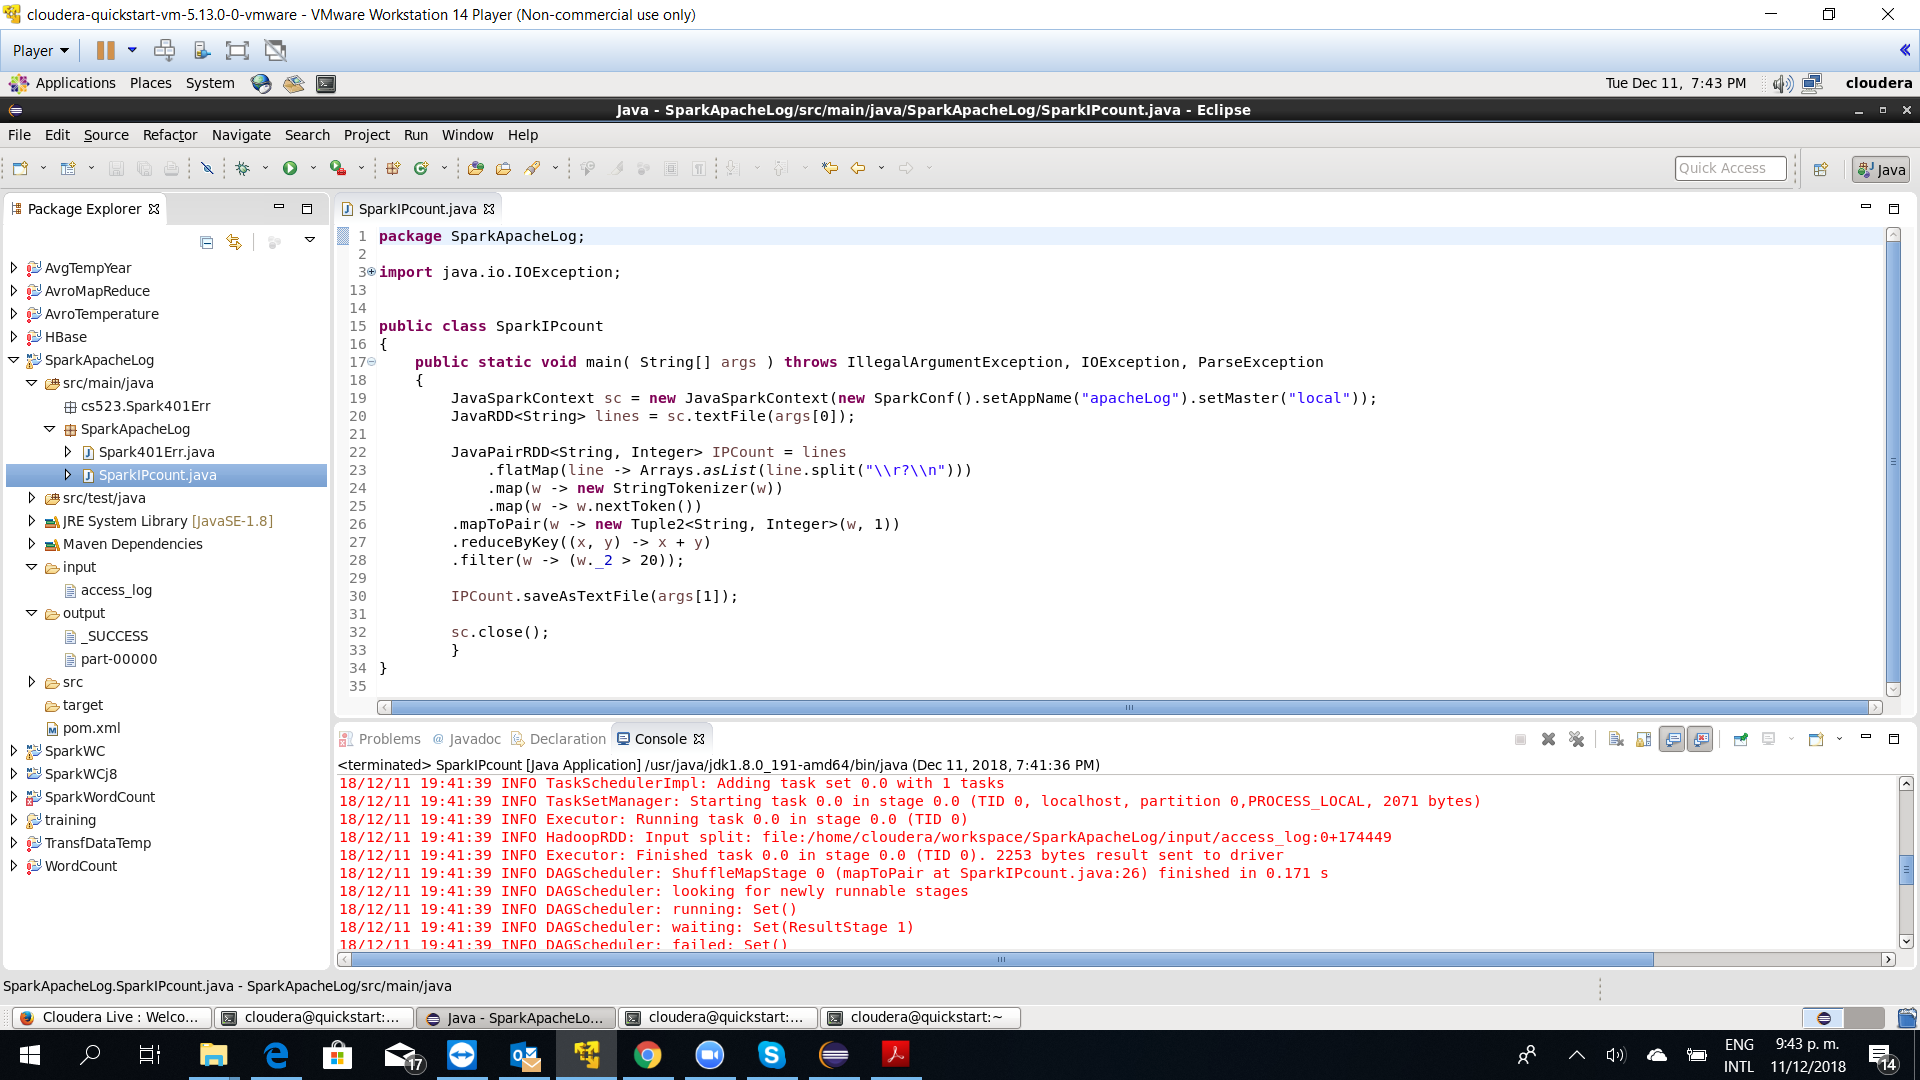 cloudera-quickstart-vm-5.13.0-0-vmware - VMware Workstation 14 Player (Non-commercial use only)
Player
Applications Places System Tue Dec 11, 7:43 PM cloudera
Java - SparkApacheLog/src/main/java/SparkApacheLog/SparkIPcount.java - Eclipse
File Edit Source Refactor Navigate Search Project Run Window Help
Quick Access Java
Package Explorer
AvgTempYear
AvroMapReduce
AvroTemperature
HBase
SparkApacheLog
src/main/java
cs523.Spark401Err
SparkApacheLog
Spark401Err.java
SparkIPcount.java
src/test/java
JRE System Library [JavaSE-1.8]
Maven Dependencies
input
access_log
output
_SUCCESS
part-00000
src
target
pom.xml
SparkWC
SparkWCj8
SparkWordCount
training
TransfDataTemp
WordCount
SparkIPcount.java
1 package SparkApacheLog;
2
3 import java.io.IOException;
13
14
15 public class SparkIPcount
16 {
17 public static void main( String[] args ) throws IllegalArgumentException, IOException, ParseException
18 {
19 JavaSparkContext sc = new JavaSparkContext(new SparkConf().setAppName("apacheLog").setMaster("local"));
20 JavaRDD<String> lines = sc.textFile(args[0]);
21
22 JavaPairRDD<String, Integer> IPCount = lines
23 .flatMap(line -> Arrays.asList(line.split("\\r?\\n")))
24 .map(w -> new StringTokenizer(w))
25 .map(w -> w.nextToken())
26 .mapToPair(w -> new Tuple2<String, Integer>(w, 1))
27 .reduceByKey((x, y) -> x + y)
28 .filter(w -> (w._2 > 20));
29
30 IPCount.saveAsTextFile(args[1]);
31
32 sc.close();
33 }
34 }
35
Problems @ Javadoc Declaration Console
<terminated> SparkIPcount [Java Application] /usr/java/jdk1.8.0_191-amd64/bin/java (Dec 11, 2018, 7:41:36 PM)
18/12/11 19:41:39 INFO TaskSchedulerImpl: Adding task set 0.0 with 1 tasks
18/12/11 19:41:39 INFO TaskSetManager: Starting task 0.0 in stage 0.0 (TID 0, localhost, partition 0,PROCESS_LOCAL, 2071 bytes)
18/12/11 19:41:39 INFO Executor: Running task 0.0 in stage 0.0 (TID 0)
18/12/11 19:41:39 INFO HadoopRDD: Input split: file:/home/cloudera/workspace/SparkApacheLog/input/access_log:0+174449
18/12/11 19:41:39 INFO Executor: Finished task 0.0 in stage 0.0 (TID 0). 2253 bytes result sent to driver
18/12/11 19:41:39 INFO DAGScheduler: ShuffleMapStage 0 (mapToPair at SparkIPcount.java:26) finished in 0.171 s
18/12/11 19:41:39 INFO DAGScheduler: looking for newly runnable stages
18/12/11 19:41:39 INFO DAGScheduler: running: Set()
18/12/11 19:41:39 INFO DAGScheduler: waiting: Set(ResultStage 1)
18/12/11 19:41:39 INFO DAGScheduler: failed: Set()
SparkApacheLog.SparkIPcount.java - SparkApacheLog/src/main/java
Cloudera Live : Welco... cloudera@quickstart:... Java - SparkApacheLo... cloudera@quickstart:... cloudera@quickstart:~
17 ENG 9:43 p. m.
INTL 11/12/2018 14